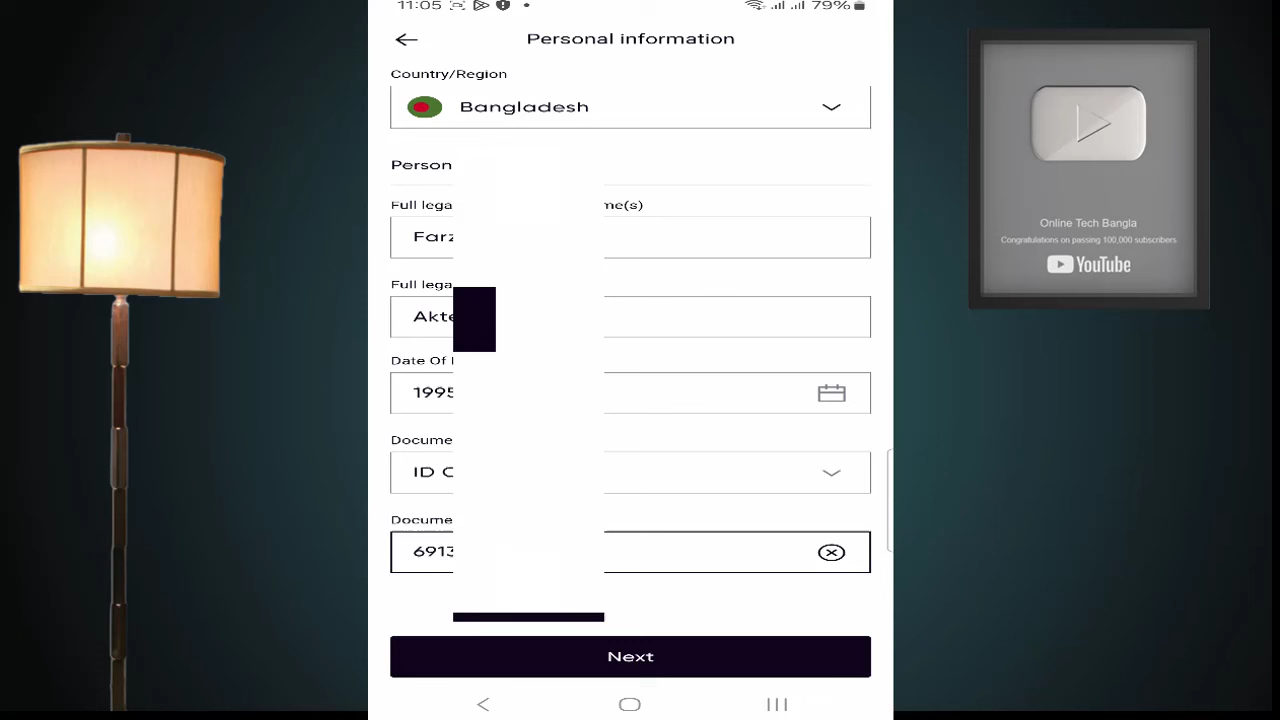 11:05 79%
Personal information
Country/Region
Bangladesh
Person
Full lega me(s)
Farz
Full lega
Akte
Date Of
1995
Docume
ID C
Docume
6913
Next
Online Tech Bangla
Congratulations on passing 100,000 subscribers
YouTube